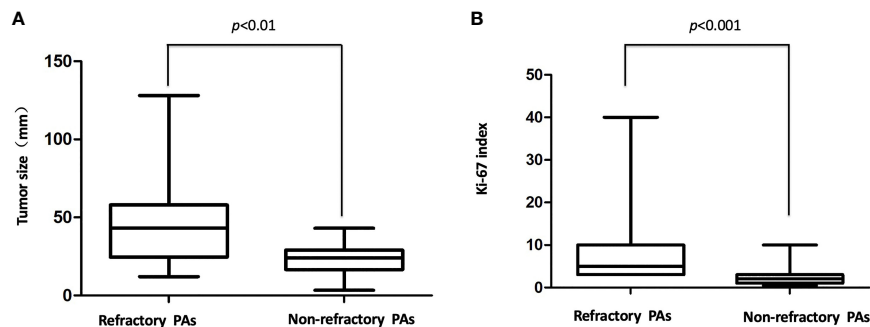 A
p<0.01
Tumor size（mm）
150
100
50
0
Refractory PAs
Non-refractory PAs
B
p<0.001
Ki-67 index
50
40
30
20
10
0
Refractory PAs
Non-refractory PAs